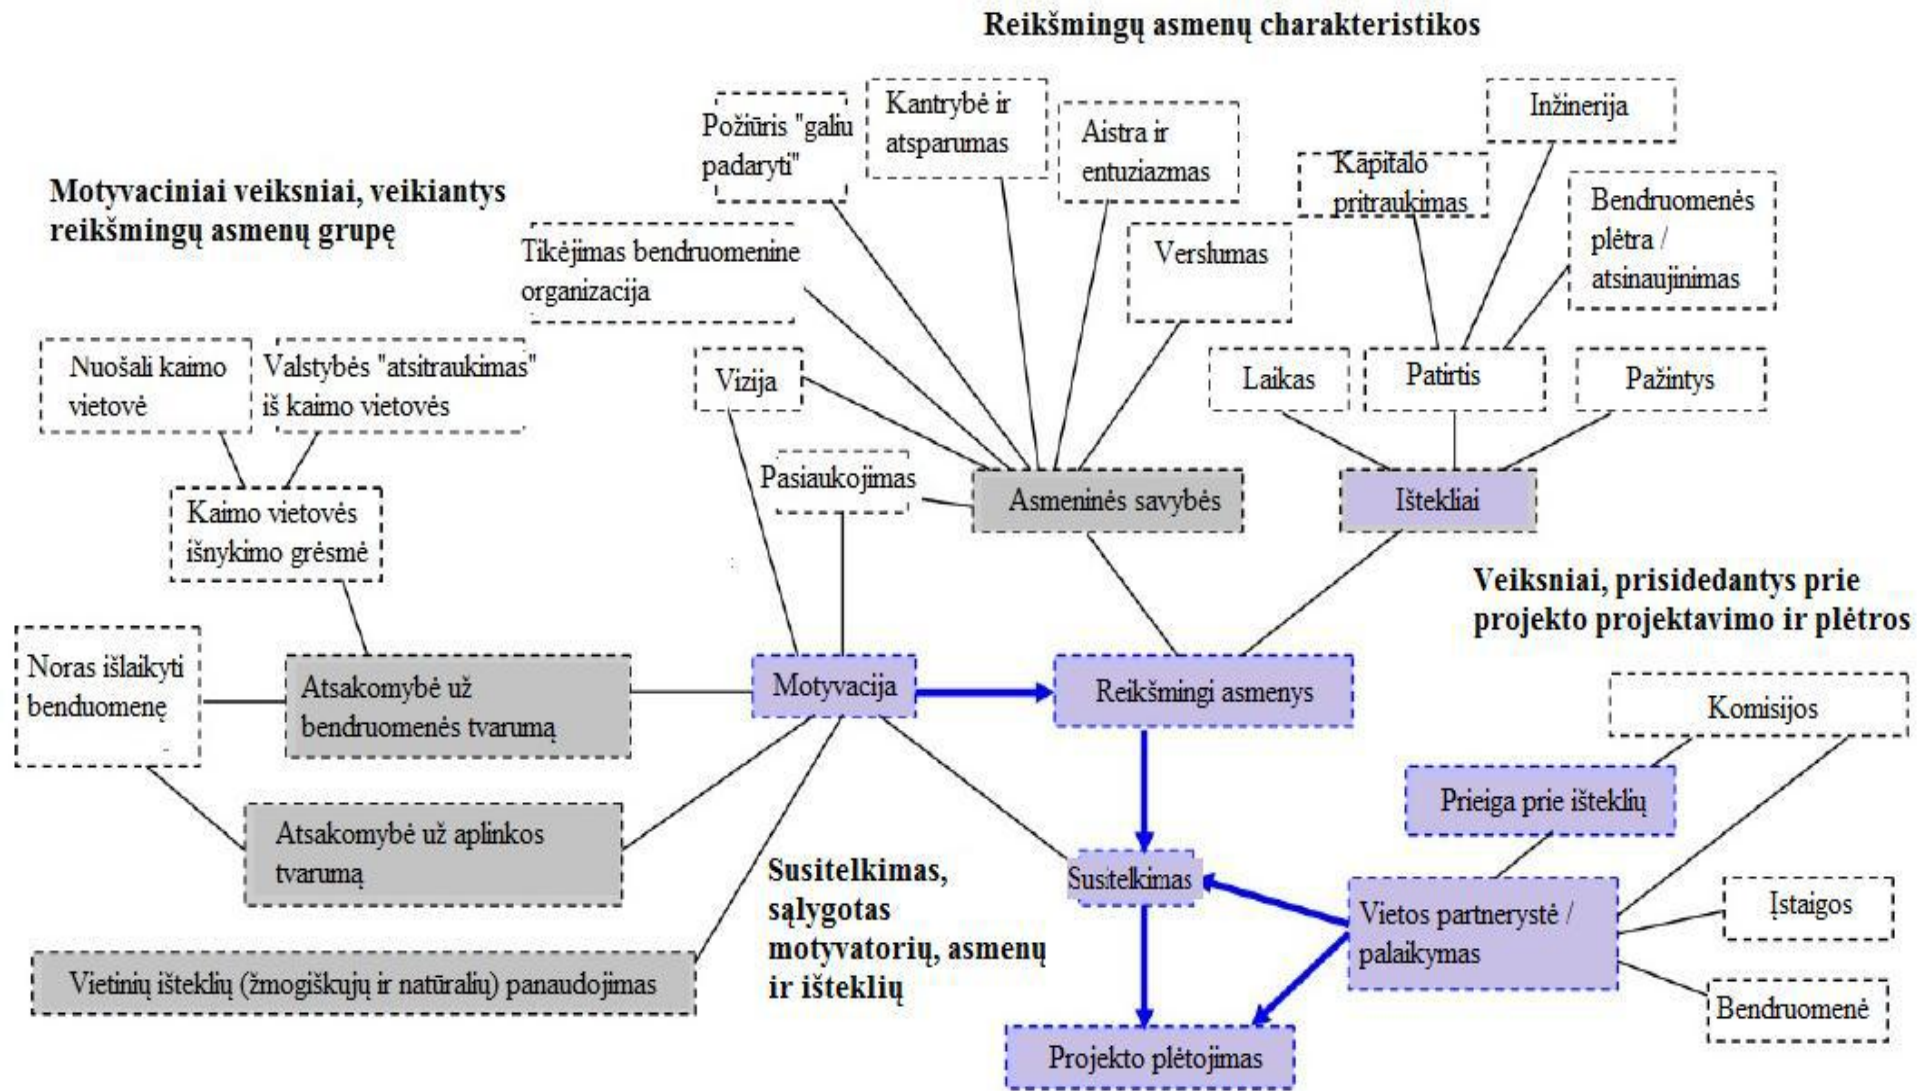 Reikšmingų asmenų charakteristikos
Požiūris "galiu
padaryti"
Kantrybė ir
atsparumas
Aistra ir
entuziazmas
Inžinerija
Kapitalo
pritraukimas
Bendruomenės
plėtra /
atsinaujinimas
Motyvaciniai veiksniai, veikiantys
reikšmingų asmenų grupę
Tikėjimas bendruomenine
organizacija
Verslumas
Nuošali kaimo
vietovė
Valstybės "atsitraukimas"
iš kaimo vietovės
Vizija
Laikas
Patirtis
Pažintys
Kaimo vietovės
išnykimo grėsmė
Pasiaukojimas
Asmeninės savybės
Ištekliai
Veiksniai, prisidedantys prie
projekto projektavimo ir plėtros
Noras išlaikyti
benduomenę
Atsakomybė už
bendruomenės tvarumą
Motyvacija
Reikšmingi asmenys
Komisijos
Prieiga prie išteklių
Atsakomybė už aplinkos
tvarumą
Susitelkimas,
sąlygotas
motyvatorių, asmenų
ir išteklių
Susitelkimas
Vietos partnerystė /
palaikymas
Įstaigos
Vietinių išteklių (žmogiškųjų ir natūralių) panaudojimas
Bendruomenė
Projekto plėtojimas